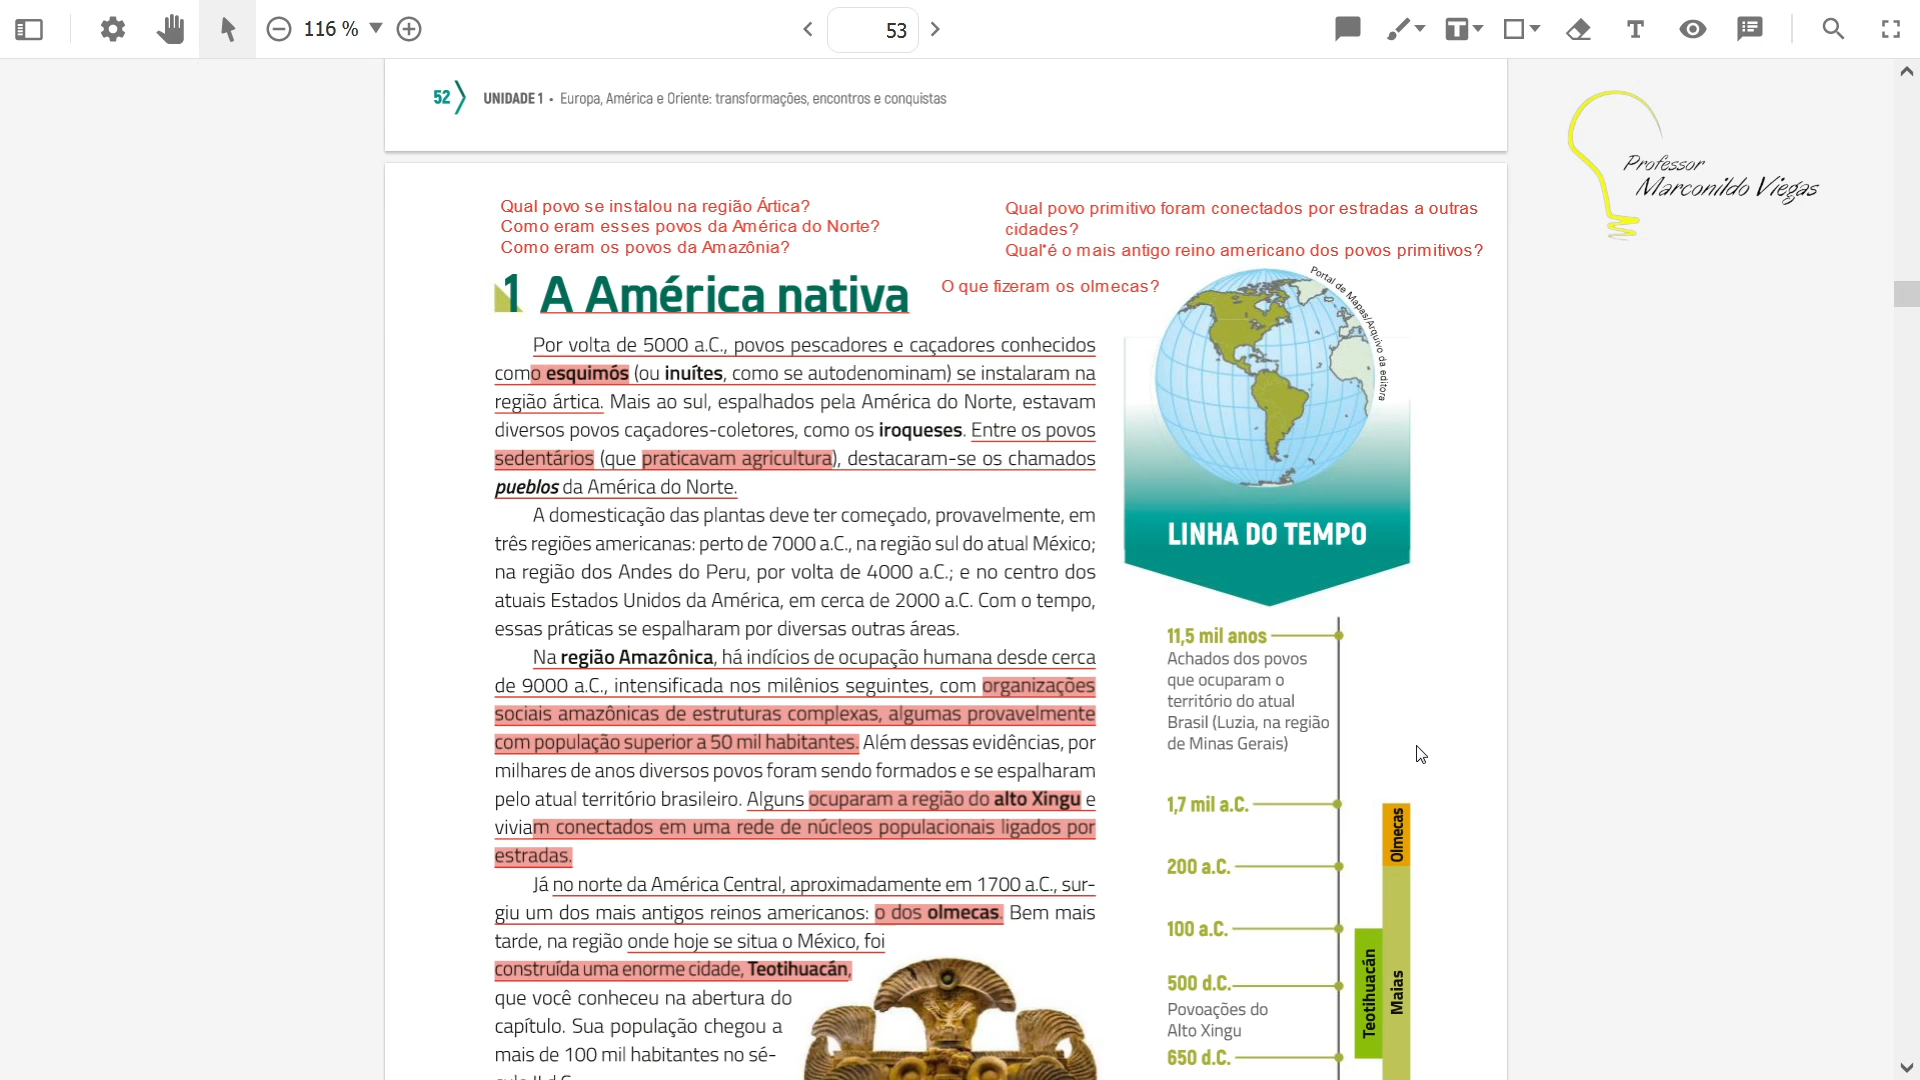 116 %
53
52 UNIDADE 1 • Europa, América e Oriente: transformações, encontros e conquistas
Professor
Marconildo Viegas
Qual povo se instalou na região Ártica?
Como eram esses povos da América do Norte?
Como eram os povos da Amazônia?
Qual povo primitivo foram conectados por estradas a outras
cidades?
Qual*é o mais antigo reino americano dos povos primitivos?
O que fizeram os olmecas?
1 A América nativa
Por volta de 5000 a.C., povos pescadores e caçadores conhecidos
como esquimós (ou inuítes, como se autodenominam) se instalaram na
região ártica. Mais ao sul, espalhados pela América do Norte, estavam
diversos povos caçadores-coletores, como os iroqueses. Entre os povos
sedentários (que praticavam agricultura), destacaram-se os chamados
pueblos da América do Norte.
A domesticação das plantas deve ter começado, provavelmente, em
três regiões americanas: perto de 7000 a.C., na região sul do atual México;
na região dos Andes do Peru, por volta de 4000 a.C.; e no centro dos
atuais Estados Unidos da América, em cerca de 2000 a.C. Com o tempo,
essas práticas se espalharam por diversas outras áreas.
Na região Amazônica, há indícios de ocupação humana desde cerca
de 9000 a.C., intensificada nos milênios seguintes, com organizações
sociais amazônicas de estruturas complexas, algumas provavelmente
com população superior a 50 mil habitantes. Além dessas evidências, por
milhares de anos diversos povos foram sendo formados e se espalharam
pelo atual território brasileiro. Alguns ocuparam a região do alto Xingu e
viviam conectados em uma rede de núcleos populacionais ligados por
estradas.
Já no norte da América Central, aproximadamente em 1700 a.C., sur-
giu um dos mais antigos reinos americanos: o dos olmecas. Bem mais
tarde, na região onde hoje se situa o México, foi
construída uma enorme cidade, Teotihuacán,
que você conheceu na abertura do
capítulo. Sua população chegou a
mais de 100 mil habitantes no sé-
culo II d.C.
Portal de Mapas/Arquivo da editora
LINHA DO TEMPO
11,5 mil anos
Achados dos povos
que ocuparam o
território do atual
Brasil (Luzia, na região
de Minas Gerais)
1,7 mil a.C.
200 a.C.
100 a.C.
500 d.C.
Povoações do
Alto Xingu
650 d.C.
Olmecas
Teotihuacán
Maias